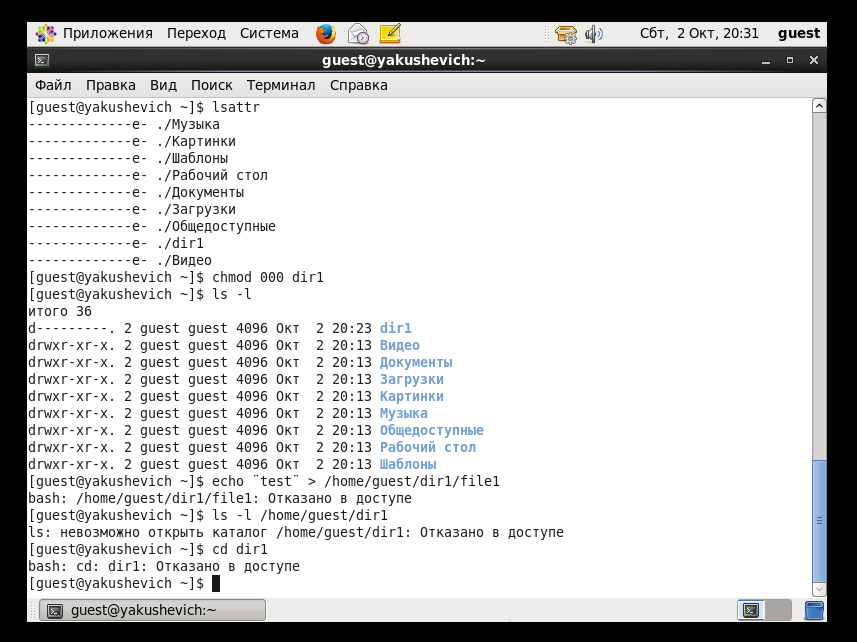 Приложения Переход Система Сбт, 2 Окт, 20:31 guest
guest@yakushevich:~
Файл Правка Вид Поиск Терминал Справка
[guest@yakushevich ~]$ lsattr
-------------e- ./Музыка
-------------e- ./Картинки
-------------e- ./Шаблоны
-------------e- ./Рабочий стол
-------------e- ./Документы
-------------e- ./Загрузки
-------------e- ./Общедоступные
-------------e- ./dir1
-------------e- ./Видео
[guest@yakushevich ~]$ chmod 000 dir1
[guest@yakushevich ~]$ ls -l
итого 36
d---------. 2 guest guest 4096 Окт  2 20:23 dir1
drwxr-xr-x. 2 guest guest 4096 Окт  2 20:13 Видео
drwxr-xr-x. 2 guest guest 4096 Окт  2 20:13 Документы
drwxr-xr-x. 2 guest guest 4096 Окт  2 20:13 Загрузки
drwxr-xr-x. 2 guest guest 4096 Окт  2 20:13 Картинки
drwxr-xr-x. 2 guest guest 4096 Окт  2 20:13 Музыка
drwxr-xr-x. 2 guest guest 4096 Окт  2 20:13 Общедоступные
drwxr-xr-x. 2 guest guest 4096 Окт  2 20:13 Рабочий стол
drwxr-xr-x. 2 guest guest 4096 Окт  2 20:13 Шаблоны
[guest@yakushevich ~]$ echo ¨test¨ > /home/guest/dir1/file1
bash: /home/guest/dir1/file1: Отказано в доступе
[guest@yakushevich ~]$ ls -l /home/guest/dir1
ls: невозможно открыть каталог /home/guest/dir1: Отказано в доступе
[guest@yakushevich ~]$ cd dir1
bash: cd: dir1: Отказано в доступе
[guest@yakushevich ~]$
guest@yakushevich:~